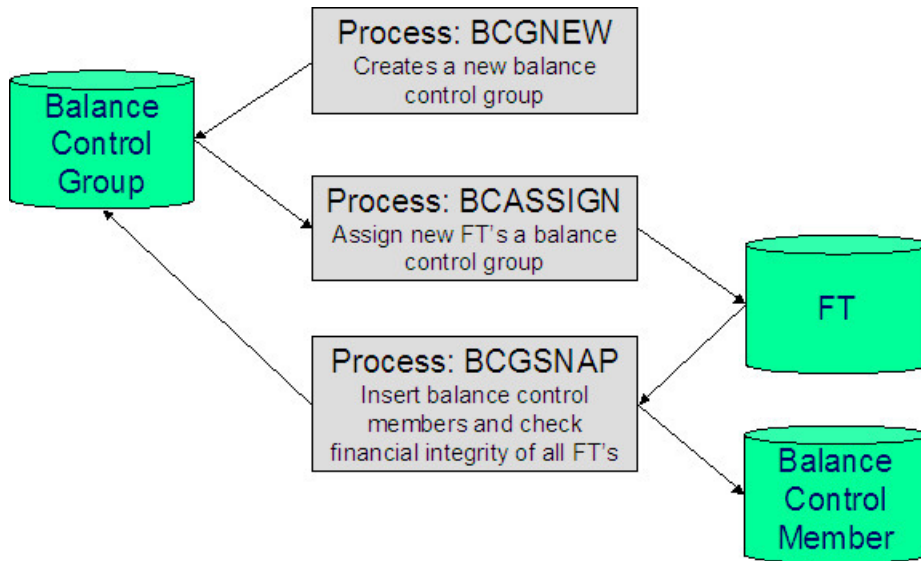 Process: BCGNEW
Creates a new balance
control group
Balance
Control
Group
Process: BCASSIGN
Assign new FT's a balance
control group
FT
Process: BCGSNAP
Insert balance control
members and check
financial integrity of all FT's
Balance
Control
Member